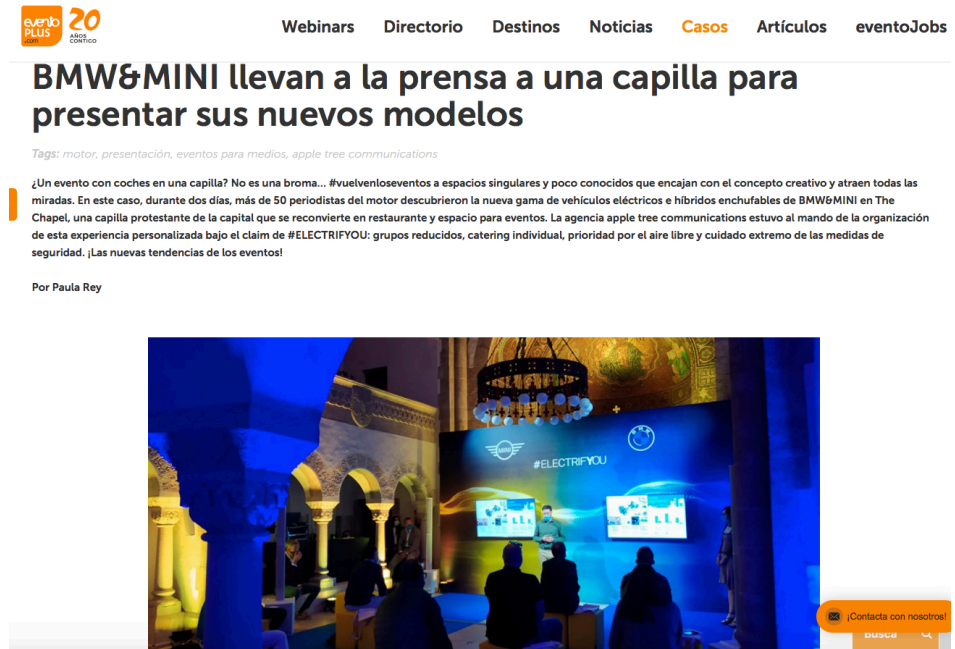 evento
PLUS
.com
20
AÑOS
CONTIGO
Webinars Directorio Destinos Noticias Casos Artículos eventoJobs
BMW&MINI llevan a la prensa a una capilla para
presentar sus nuevos modelos
Tags: motor, presentación, eventos para medios, apple tree communications
¿Un evento con coches en una capilla? No es una broma... #vuelvenloseventos a espacios singulares y poco conocidos que encajan con el concepto creativo y atraen todas las
miradas. En este caso, durante dos días, más de 50 periodistas del motor descubrieron la nueva gama de vehículos eléctricos e híbridos enchufables de BMW&MINI en The
Chapel, una capilla protestante de la capital que se reconvierte en restaurante y espacio para eventos. La agencia apple tree communications estuvo al mando de la organización
de esta experiencia personalizada bajo el claim de #ELECTRIFYOU: grupos reducidos, catering individual, prioridad por el aire libre y cuidado extremo de las medidas de
seguridad. ¡Las nuevas tendencias de los eventos!
Por Paula Rey
MINI
BMW
#ELECTRIFYOU
¡Contacta con nosotros!
Busca